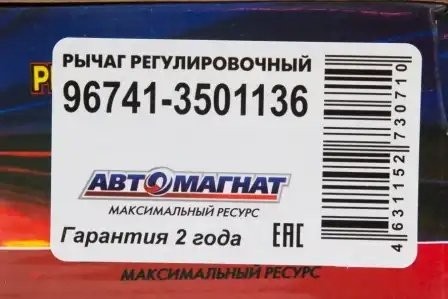 РЫЧАГ РЕГУЛИРОВОЧНЫЙ
96741-3501136
АВТОМАГНАТ
МАКСИМАЛЬНЫЙ РЕСУРС
Гарантия 2 года
ЕАС
4631152730710
МАКСИМАЛЬНЫЙ РЕСУРС